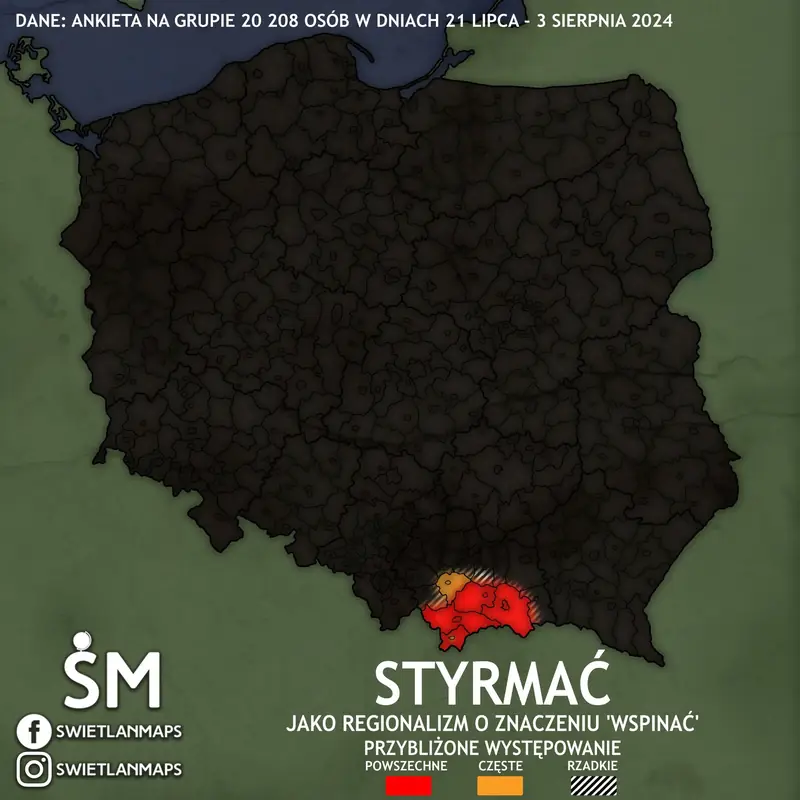 DANE: ANKIETA NA GRUPIE 20 208 OSÓB W DNIACH 21 LIPCA - 3 SIERPNIA 2024
ŚM
SWIETLANMAPS
SWIETLANMAPS
STYRMAĆ
JAKO REGIONALIZM O ZNACZENIU 'WSPINAĆ'
PRZYBLIŻONE WYSTĘPOWANIE
POWSZECHNE CZĘSTE RZADKIE